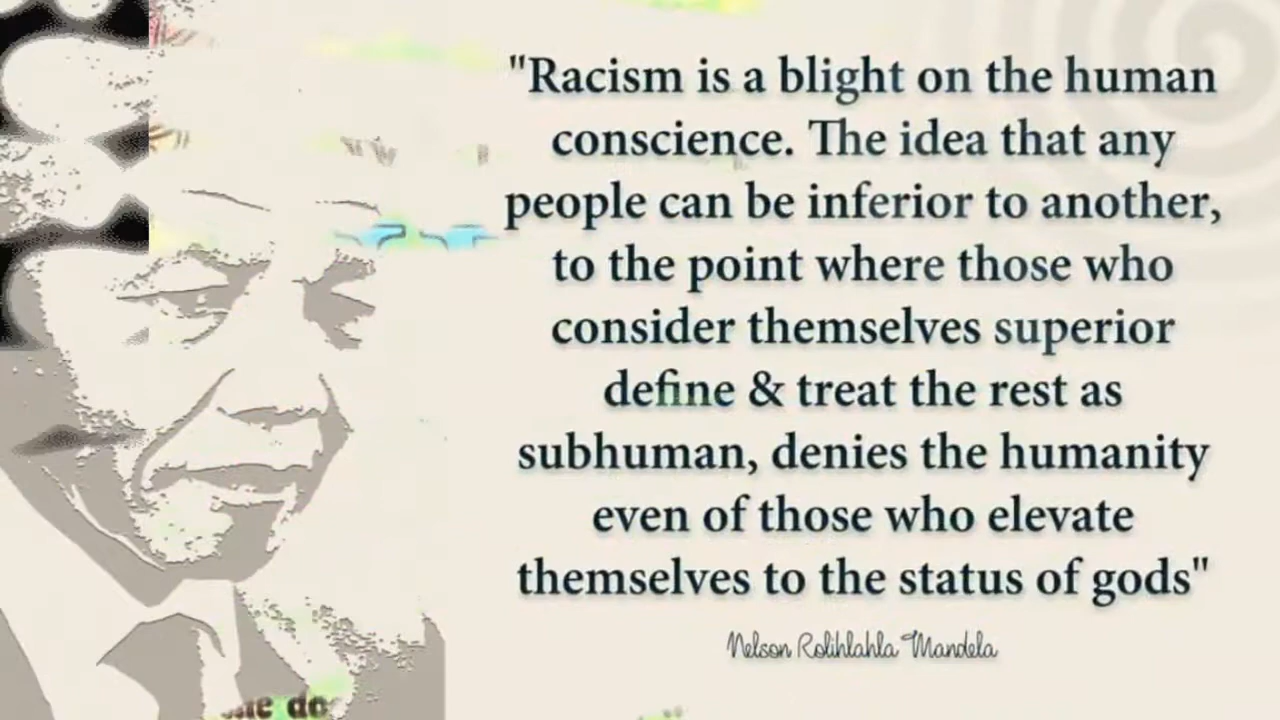 "Racism is a blight on the human
conscience. The idea that any
people can be inferior to another,
to the point where those who
consider themselves superior
define & treat the rest as
subhuman, denies the humanity
even of those who elevate
themselves to the status of gods"
Nelson Rolihlahla Mandela